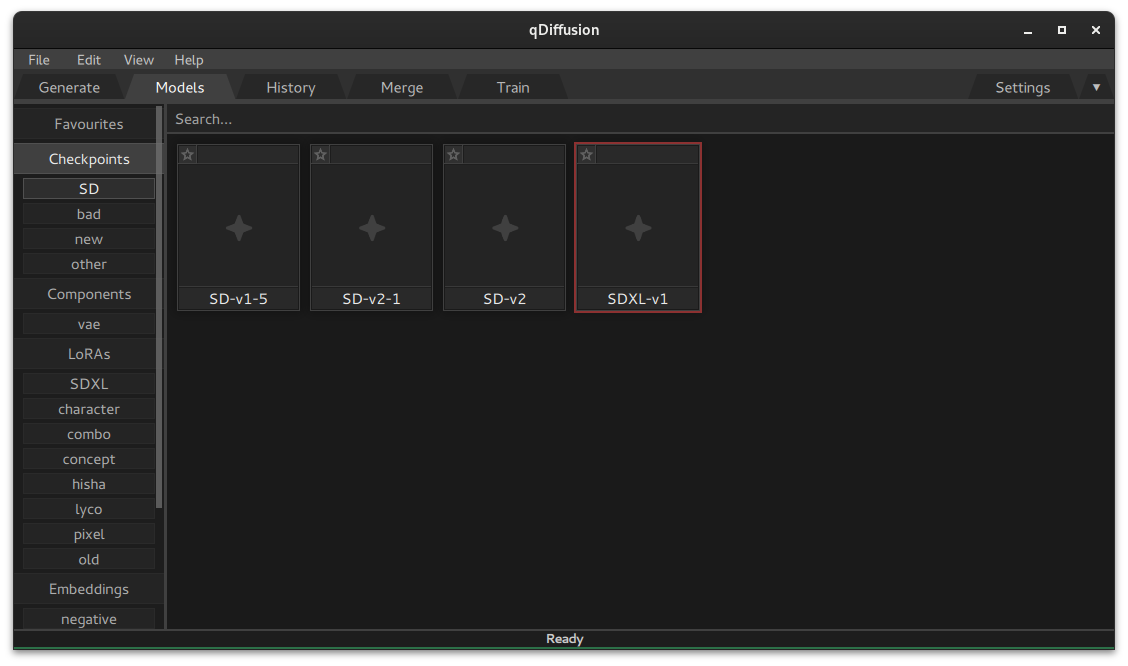 qDiffusion
File Edit View Help
Generate Models History Merge Train Settings
Favourites
Checkpoints
SD
bad
new
other
Components
vae
LoRAs
SDXL
character
combo
concept
hisha
lyco
pixel
old
Embeddings
negative
Search...
SD-v1-5 SD-v2-1 SD-v2 SDXL-v1
Ready